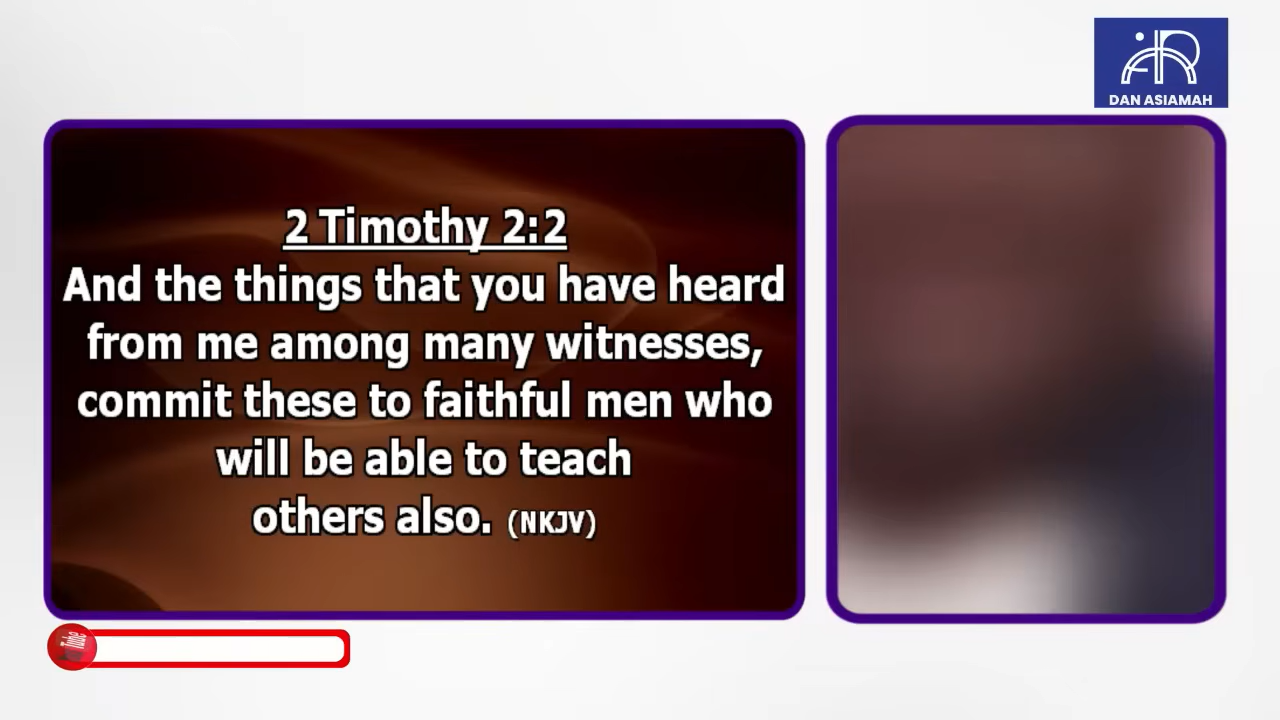 DAN ASIAMAH
2 Timothy 2:2
And the things that you have heard
from me among many witnesses,
commit these to faithful men who
will be able to teach
others also. (NKJV)